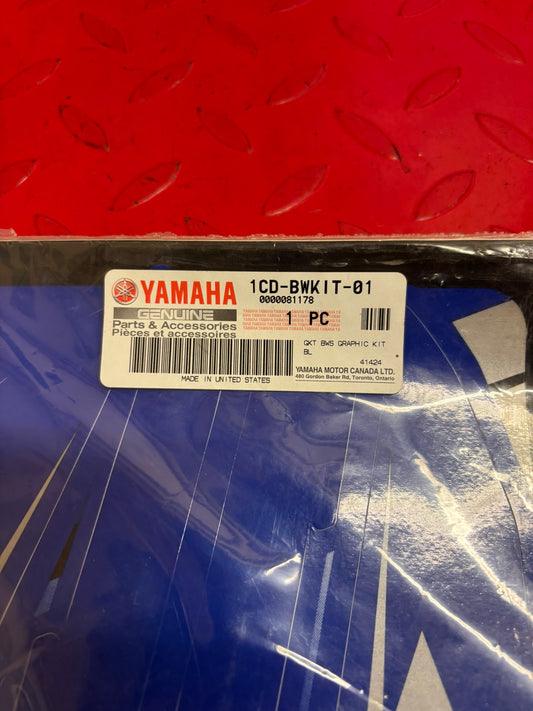 YAMAHA
GENUINE
Parts & Accessories
Pièces et accessoires
MADE IN UNITED STATES
1CD-BWKIT-01
0000081178
1 PC
GKT BWS GRAPHIC KIT
BL
41424
YAMAHA MOTOR CANADA LTD.
480 Gordon Baker Rd, Toronto, Ontario